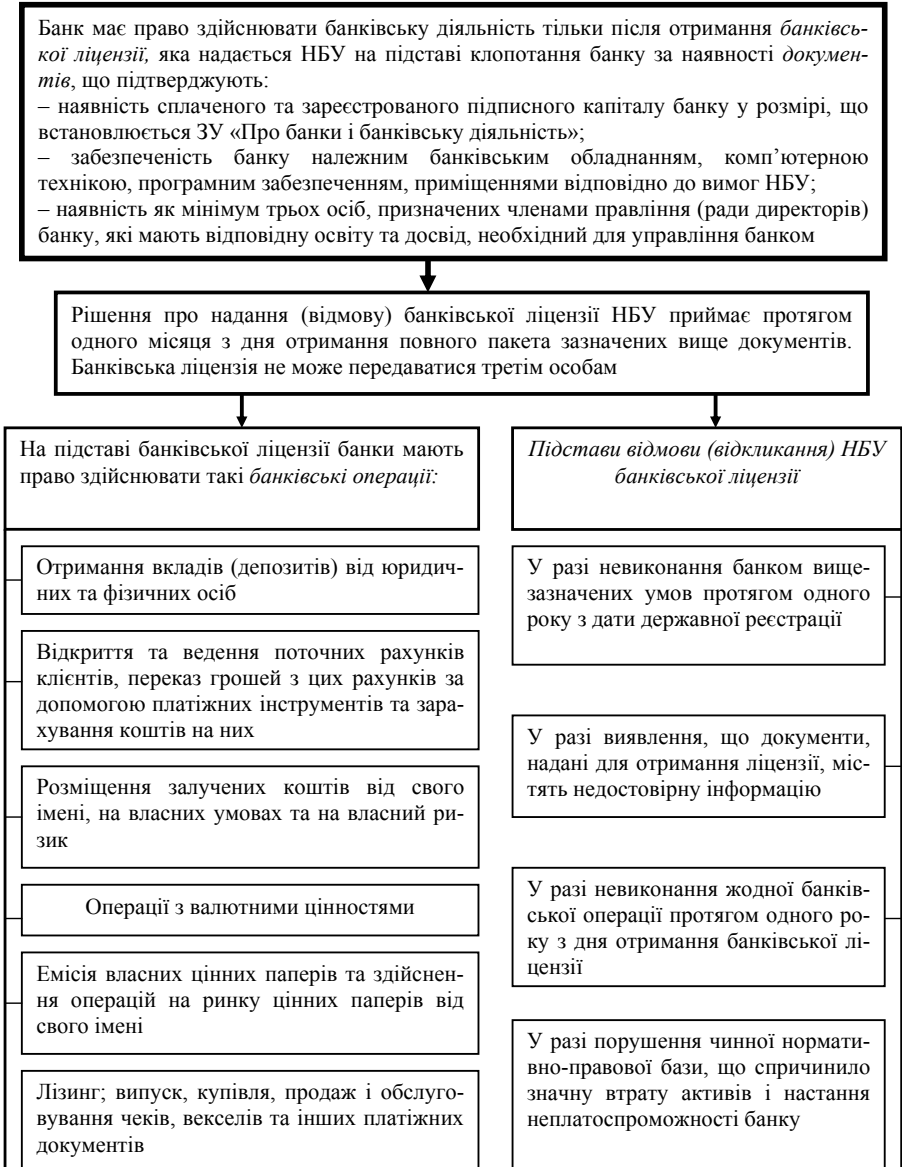 Банк має право здійснювати банківську діяльність тільки після отримання банківсь-
кої ліцензії, яка надається НБУ на підставі клопотання банку за наявності докумен-
тів, що підтверджують:
– наявність сплаченого та зареєстрованого підписного капіталу банку у розмірі, що
встановлюється ЗУ «Про банки і банківську діяльність»;
– забезпеченість банку належним банківським обладнанням, комп’ютерною
технікою, програмним забезпеченням, приміщеннями відповідно до вимог НБУ;
– наявність як мінімум трьох осіб, призначених членами правління (ради директорів)
банку, які мають відповідну освіту та досвід, необхідний для управління банком
Рішення про надання (відмову) банківської ліцензії НБУ приймає протягом
одного місяця з дня отримання повного пакета зазначених вище документів.
Банківська ліцензія не може передаватися третім особам
На підставі банківської ліцензії банки мають
право здійснювати такі банківські операції:
Отримання вкладів (депозитів) від юридич-
них та фізичних осіб
Відкриття та ведення поточних рахунків
клієнтів, переказ грошей з цих рахунків за
допомогою платіжних інструментів та зара-
хування коштів на них
Розміщення залучених коштів від свого
імені, на власних умовах та на власний ри-
зик
Операції з валютними цінностями
Емісія власних цінних паперів та здійснен-
ня операцій на ринку цінних паперів від
свого імені
Лізинг; випуск, купівля, продаж і обслуго-
вування чеків, векселів та інших платіжних
документів
Підстави відмови (відкликання) НБУ
банківської ліцензії
У разі невиконання банком вище-
зазначених умов протягом одного
року з дати державної реєстрації
У разі виявлення, що документи,
надані для отримання ліцензії, міс-
тять недостовірну інформацію
У разі невиконання жодної банків-
ської операції протягом одного ро-
ку з дня отримання банківської лі-
цензії
У разі порушення чинної нормати-
вно-правової бази, що спричинило
значну втрату активів і настання
неплатоспроможності банку